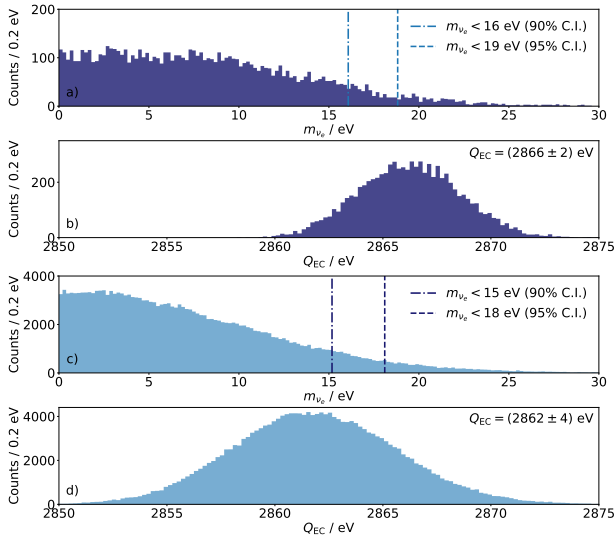 200
100
0
Counts / 0.2 eV
a)
m_νe < 16 eV (90% C.I.)
m_νe < 19 eV (95% C.I.)
0 5 10 15 20 25 30
m_νe / eV
200
0
Counts / 0.2 eV
b)
Q_EC = (2866 ± 2) eV
2850 2855 2860 2865 2870 2875
Q_EC / eV
4000
2000
0
Counts / 0.2 eV
c)
m_νe < 15 eV (90% C.I.)
m_νe < 18 eV (95% C.I.)
0 5 10 15 20 25 30
m_νe / eV
4000
2000
0
Counts / 0.2 eV
d)
Q_EC = (2862 ± 4) eV
2850 2855 2860 2865 2870 2875
Q_EC / eV